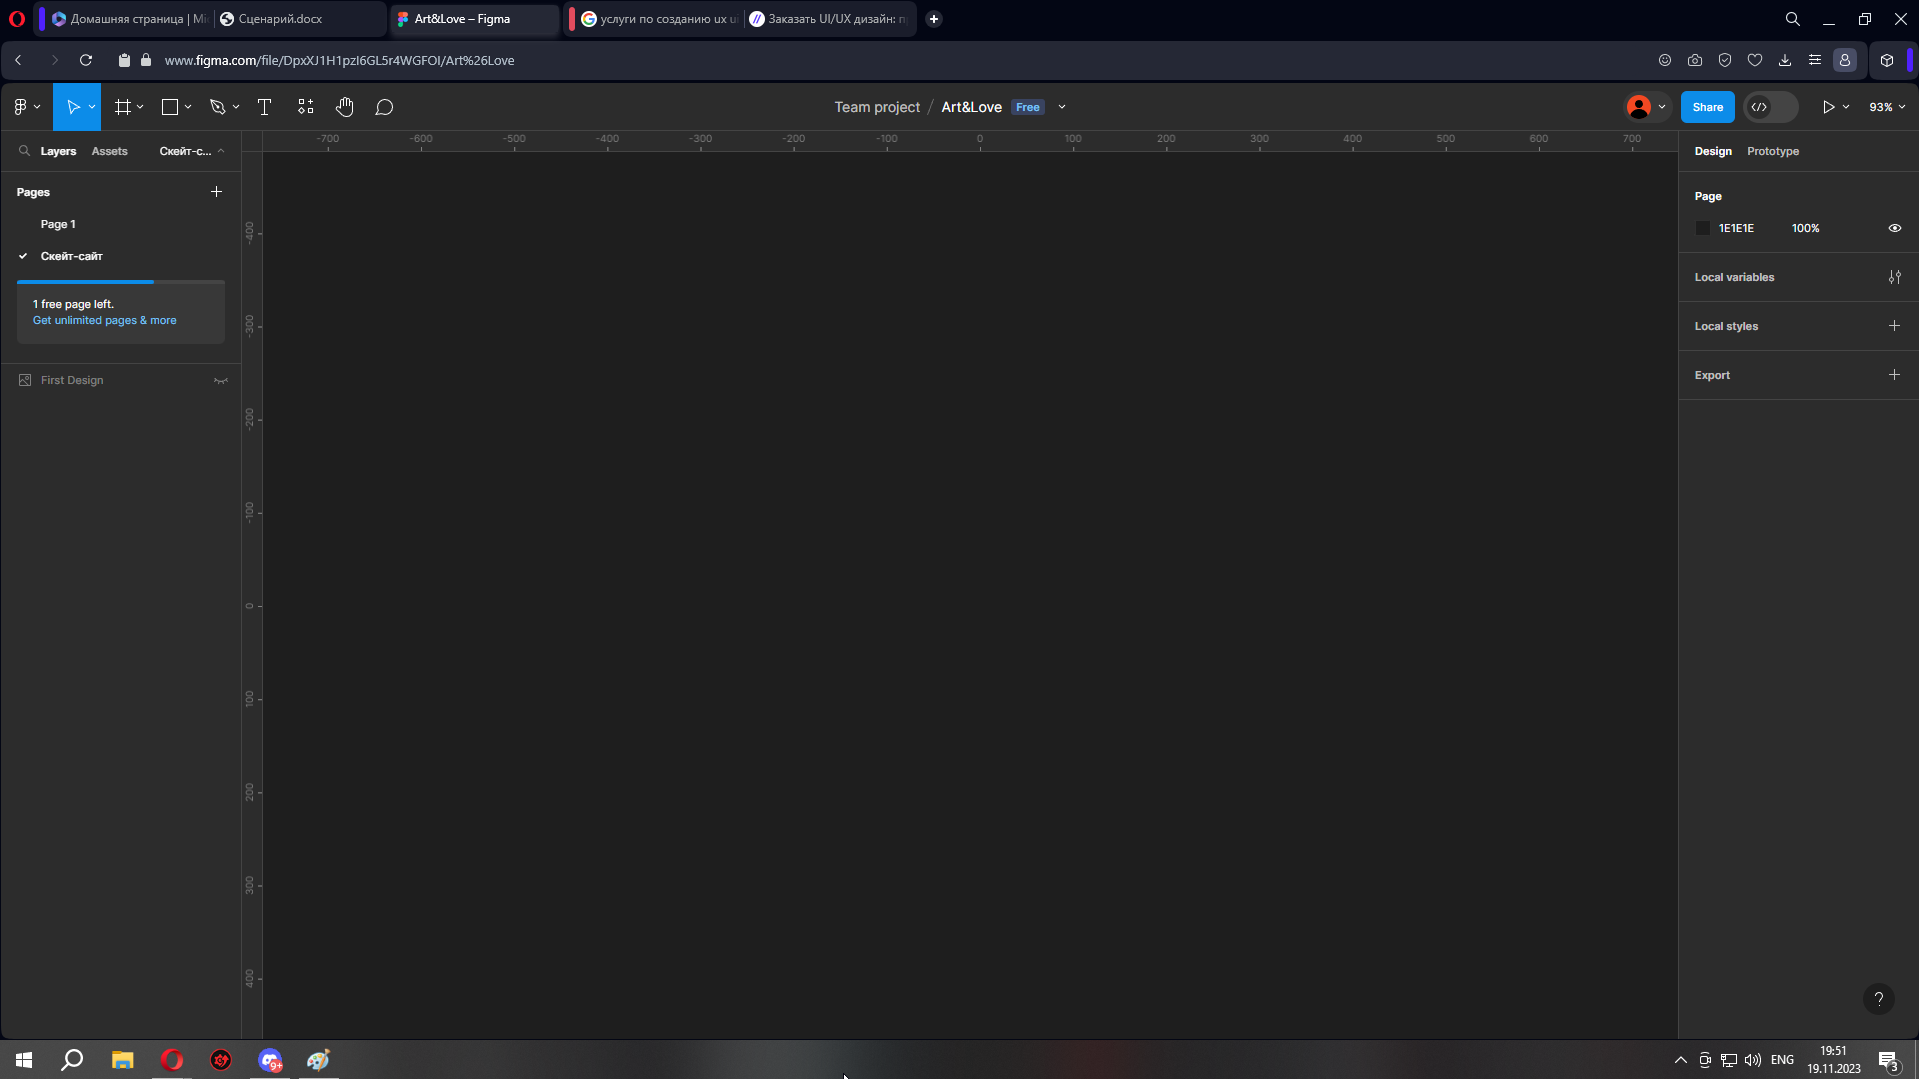 Домашняя страница | Mi
Сценарий.docx
Art&Love – Figma
услуги по созданию ux u
Заказать UI/UX дизайн: п
www.figma.com/file/DpxXJ1H1pzI6GL5r4WGFOI/Art%26Love
Team project / Art&Love Free
Share
93%
Layers Assets Скейт-с...
Pages
Page 1
Скейт-сайт
1 free page left.
Get unlimited pages & more
First Design
-700 -600 -500 -400 -300 -200 -100 0 100 200 300 400 500 600 700
-400
-300
-200
-100
0
100
200
300
400
Design Prototype
Page
1E1E1E 100%
Local variables
Local styles
Export
?
9+
ENG
19:51
19.11.2023
3